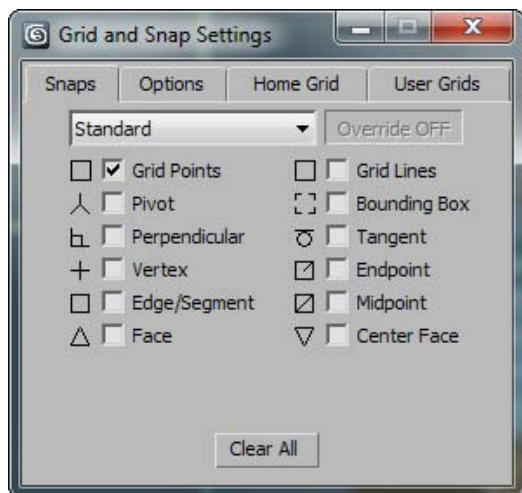 Grid and Snap Settings
Snaps Options Home Grid User Grids
Standard Override OFF
Grid Points Grid Lines
Pivot Bounding Box
Perpendicular Tangent
Vertex Endpoint
Edge/Segment Midpoint
Face Center Face
Clear All